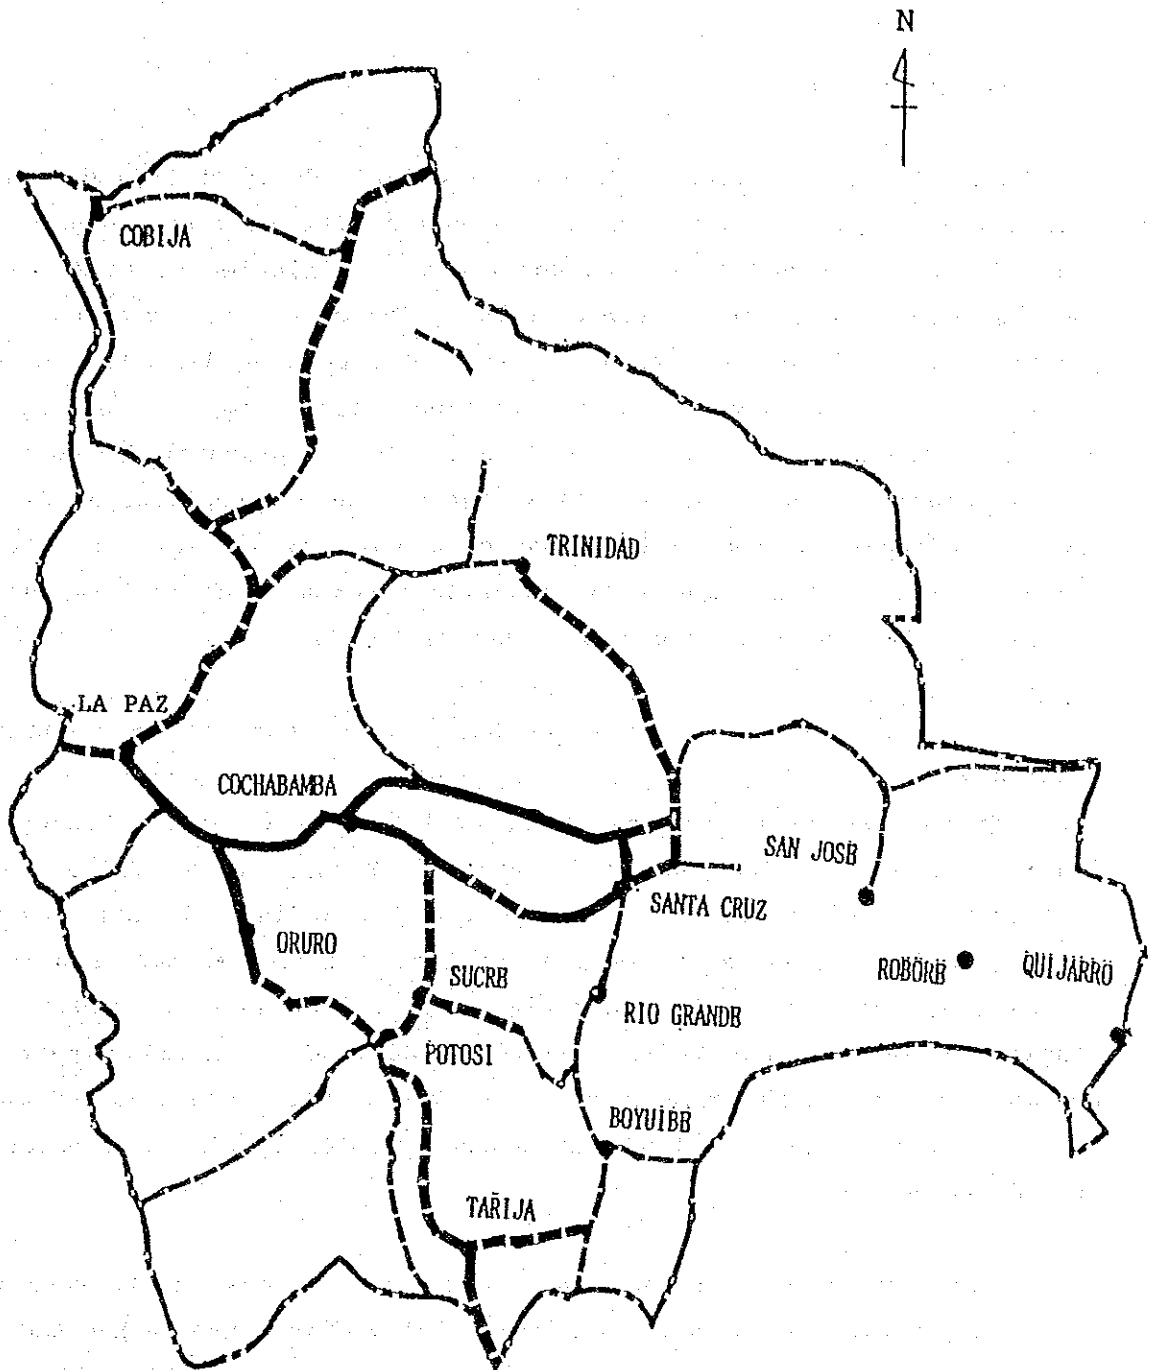 N
COBIJA
TRINIDAD
LA PAZ
COCHABAMBA
SAN JOSE
SANTA CRUZ
ORURO
SUCRE
ROBORE
QUIJARRO
RIO GRANDE
POTOSI
BOYUIBE
TARIJA